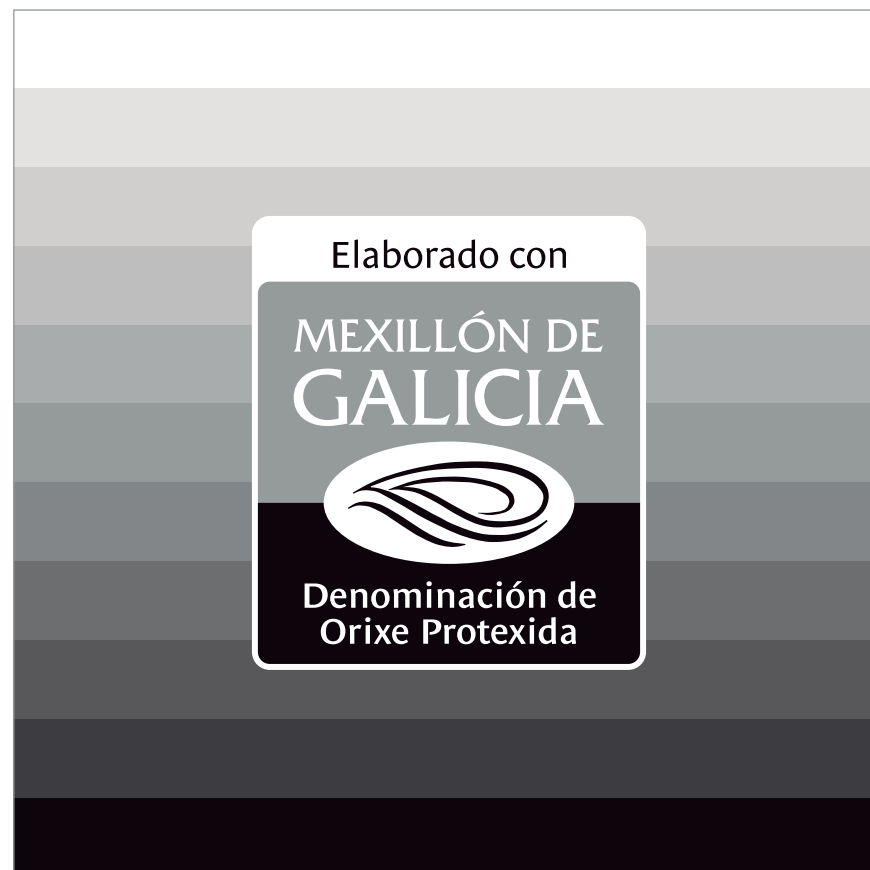 Elaborado con
MEXILLÓN DE
GALICIA
Denominación de
Orixe Protexida